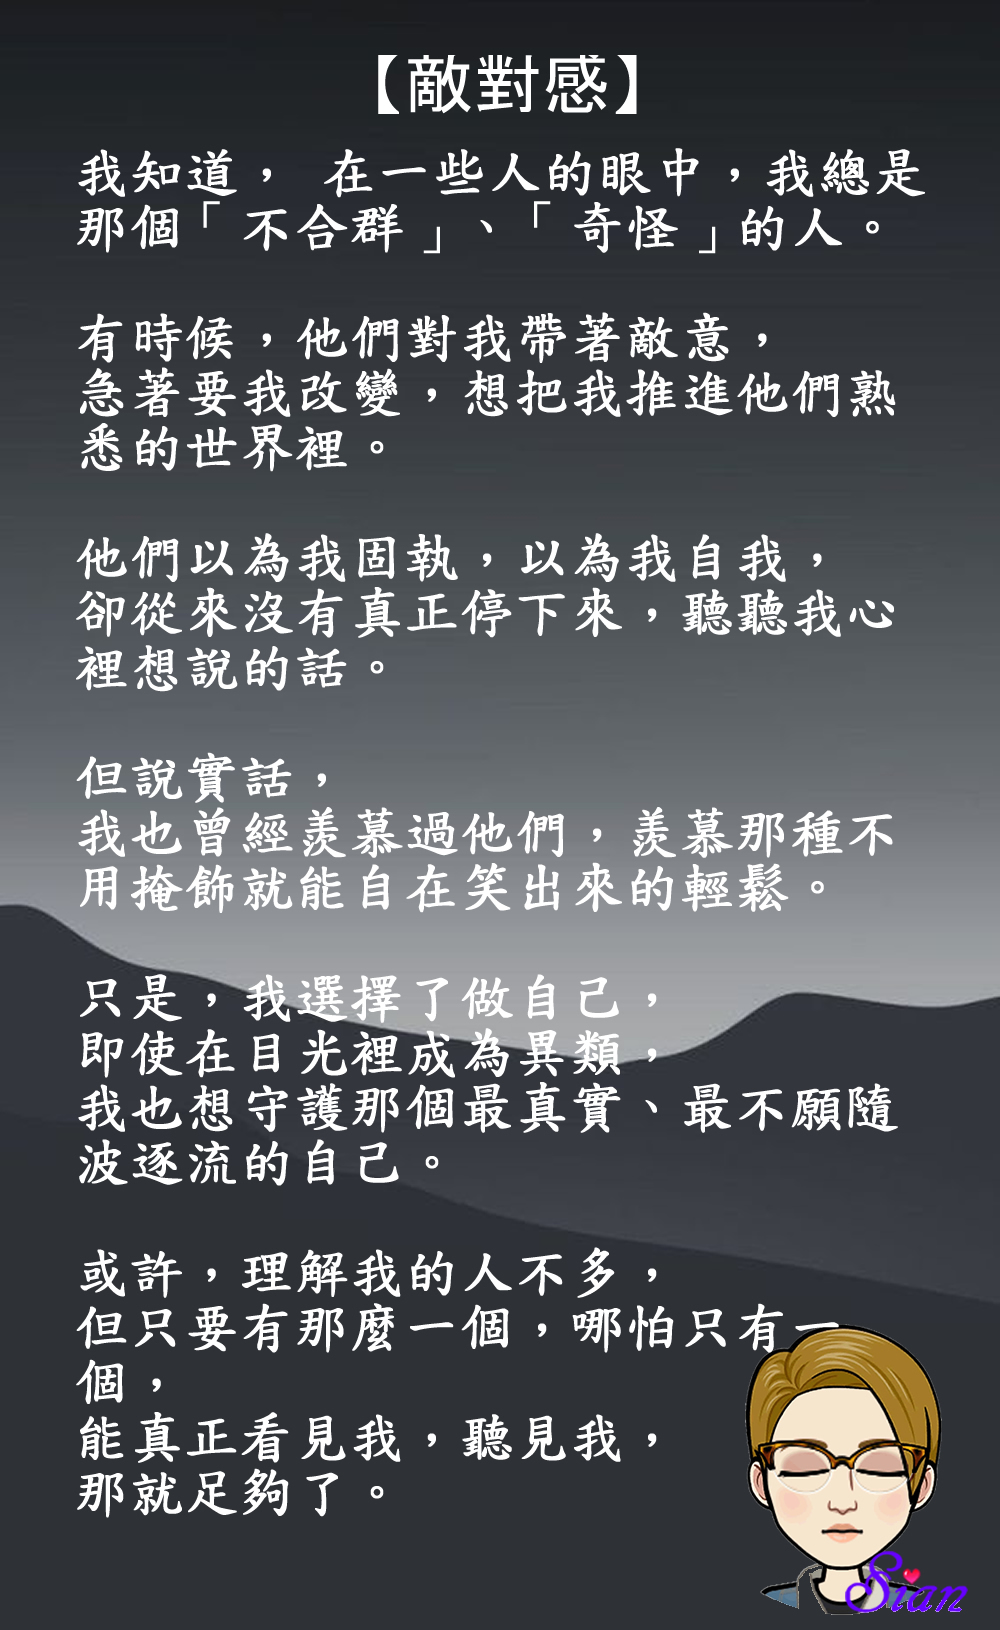 【敵對感】
我知道， 在一些人的眼中，我總是
那個「 不合群 」、「 奇怪 」的人。
有時候，他們對我帶著敵意，
急著要我改變，想把我推進他們熟
悉的世界裡。
他們以為我固執，以為我自我，
卻從來沒有真正停下來，聽聽我心
裡想說的話。
但說實話，
我也曾經羨慕過他們，羨慕那種不
用掩飾就能自在笑出來的輕鬆。
只是，我選擇了做自己，
即使在目光裡成為異類，
我也想守護那個最真實、最不願隨
波逐流的自己。
或許，理解我的人不多，
但只要有那麼一個，哪怕只有一
個，
能真正看見我，聽見我，
那就足夠了。
Sian